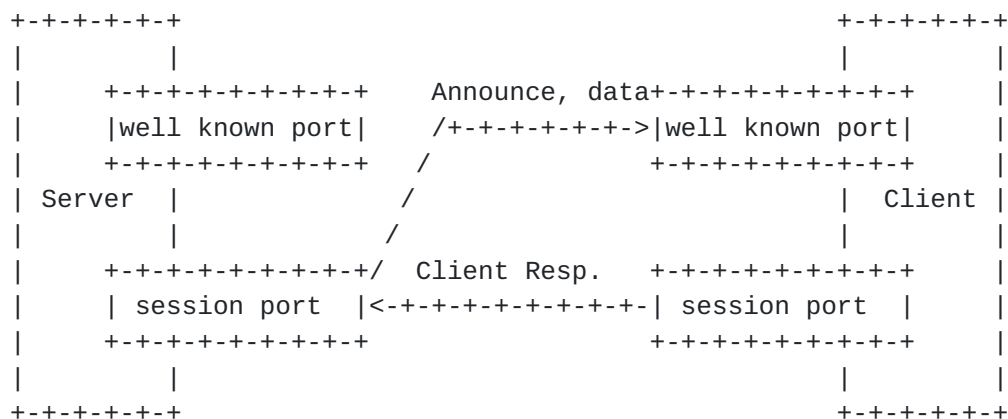 +-+-+-+-+-+                                          +-+-+-+-+-+
|         |                                          |         |
|     +-+-+-+-+-+-+-+-+    Announce, data+-+-+-+-+-+-+-+-+     |
|     |well known port|    /+-+-+-+-+-+->|well known port|     |
|     +-+-+-+-+-+-+-+-+   /              +-+-+-+-+-+-+-+-+     |
| Server  |              /                           |  Client |
|         |             /                            |         |
|     +-+-+-+-+-+-+-+-+/  Client Resp.   +-+-+-+-+-+-+-+-+     |
|     | session port  |<-+-+-+-+-+-+-+-+-| session port  |     |
|     +-+-+-+-+-+-+-+-+                  +-+-+-+-+-+-+-+-+     |
|         |                                          |         |
+-+-+-+-+-+                                          +-+-+-+-+-+